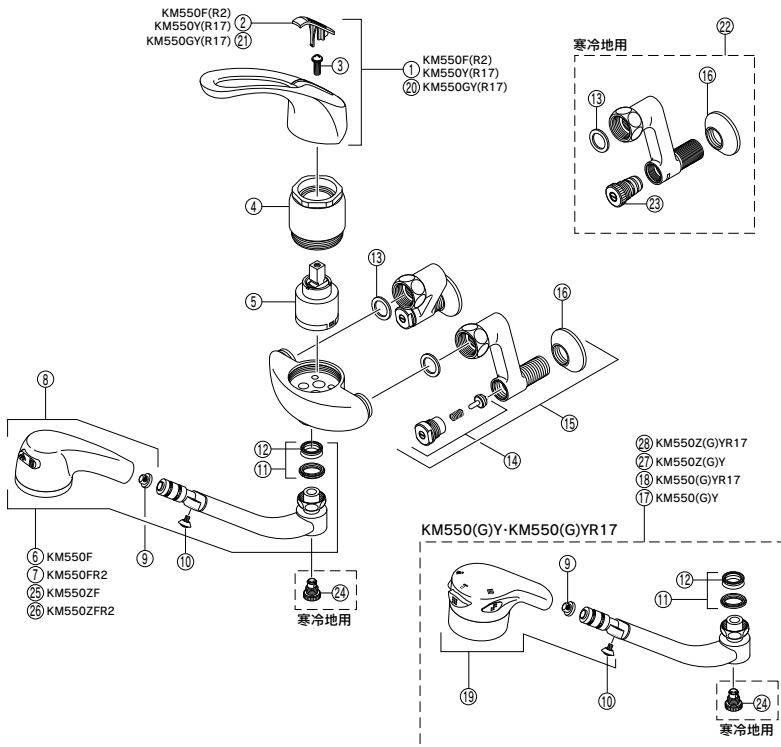 KM550F(R2)
KM550Y(R17) ②
KM550GY(R17) ㉑
③
KM550F(R2)
① KM550Y(R17)
⑳ KM550GY(R17)
④
⑤
⑬
⑯
⑮
⑭
㉒
寒冷地用
⑬
⑯
㉓
⑧
⑫
⑪
⑨
⑩
⑥ KM550F
⑦ KM550FR2
㉕ KM550ZF
㉖ KM550ZFR2
㉔
寒冷地用
㉘ KM550Z(G)YR17
㉗ KM550Z(G)Y
⑱ KM550(G)YR17
⑰ KM550(G)Y
KM550(G)Y·KM550(G)YR17
⑨
⑫
⑪
⑩
⑲
㉔
寒冷地用